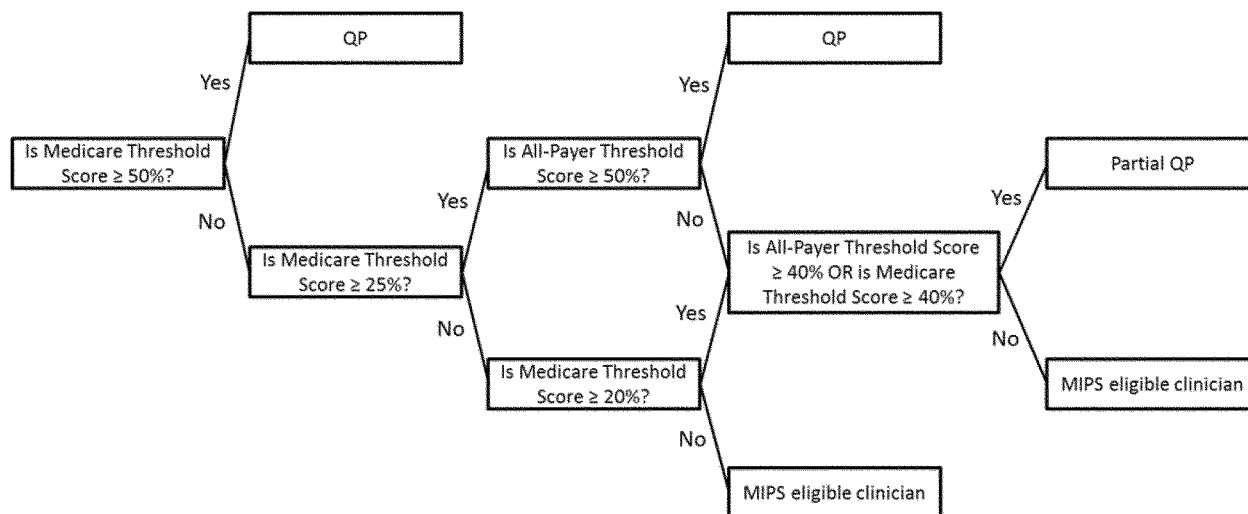 QP
QP
Yes
Yes
Is Medicare Threshold
Score ≥ 50%?
Is All-Payer Threshold
Score ≥ 50%?
Partial QP
No
Yes
No
Yes
Is Medicare Threshold
Score ≥ 25%?
Is All-Payer Threshold Score
≥ 40% OR is Medicare
Threshold Score ≥ 40%?
No
Yes
No
Is Medicare Threshold
Score ≥ 20%?
MIPS eligible clinician
No
MIPS eligible clinician